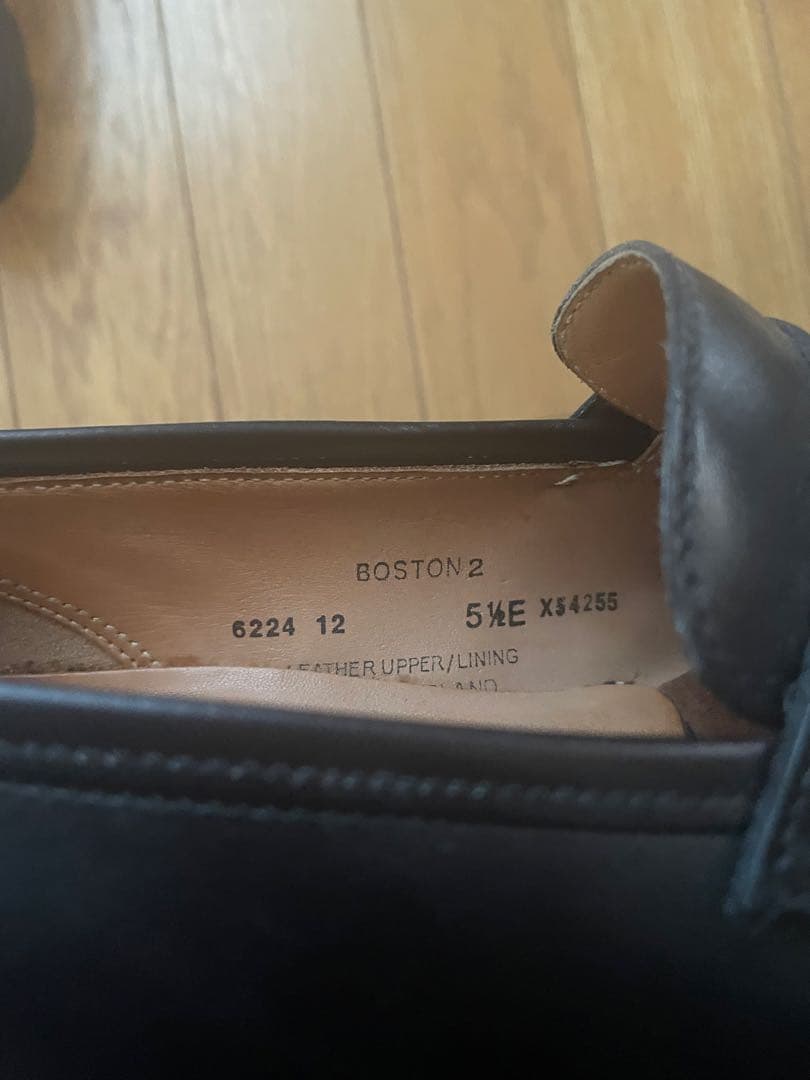 BOSTON 2
6224 12 5½E X54255
LEATHER UPPER/LINING